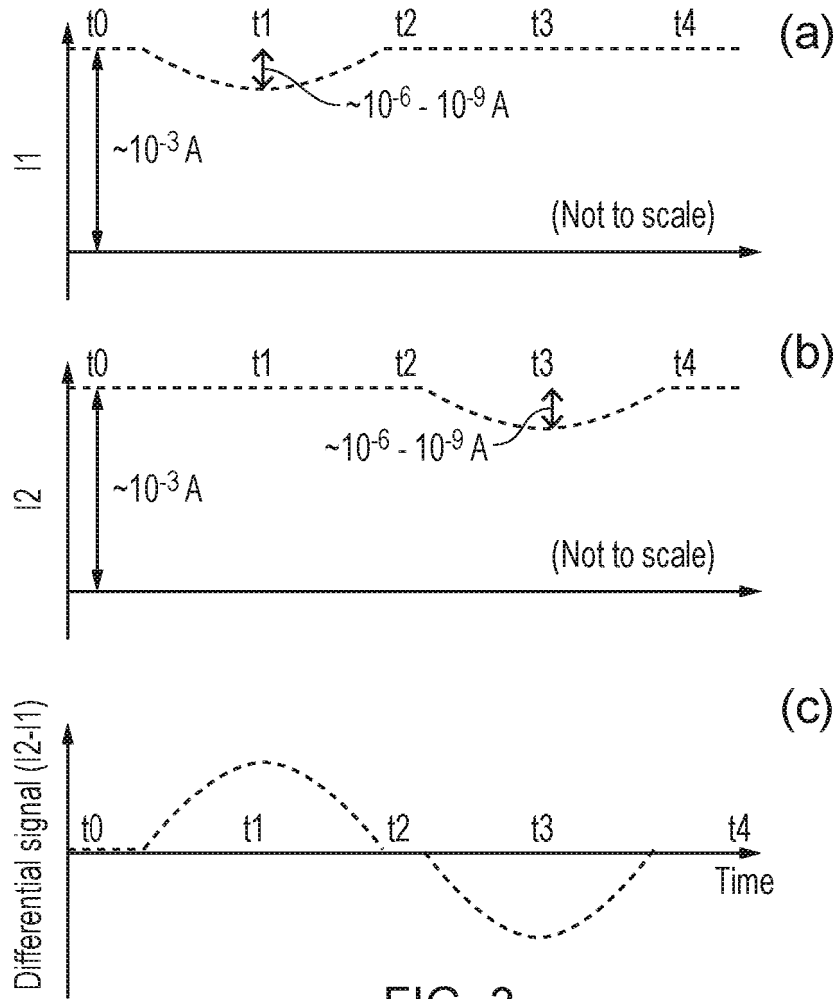 t0 t1 t2 t3 t4 (a)
~10⁻⁶ - 10⁻⁹ A
~10⁻³ A
I1
(Not to scale)
t0 t1 t2 t3 t4 (b)
~10⁻⁶ - 10⁻⁹ A
~10⁻³ A
I2
(Not to scale)
(c)
Differential signal (I2-I1)
t0 t1 t2 t3 t4
Time